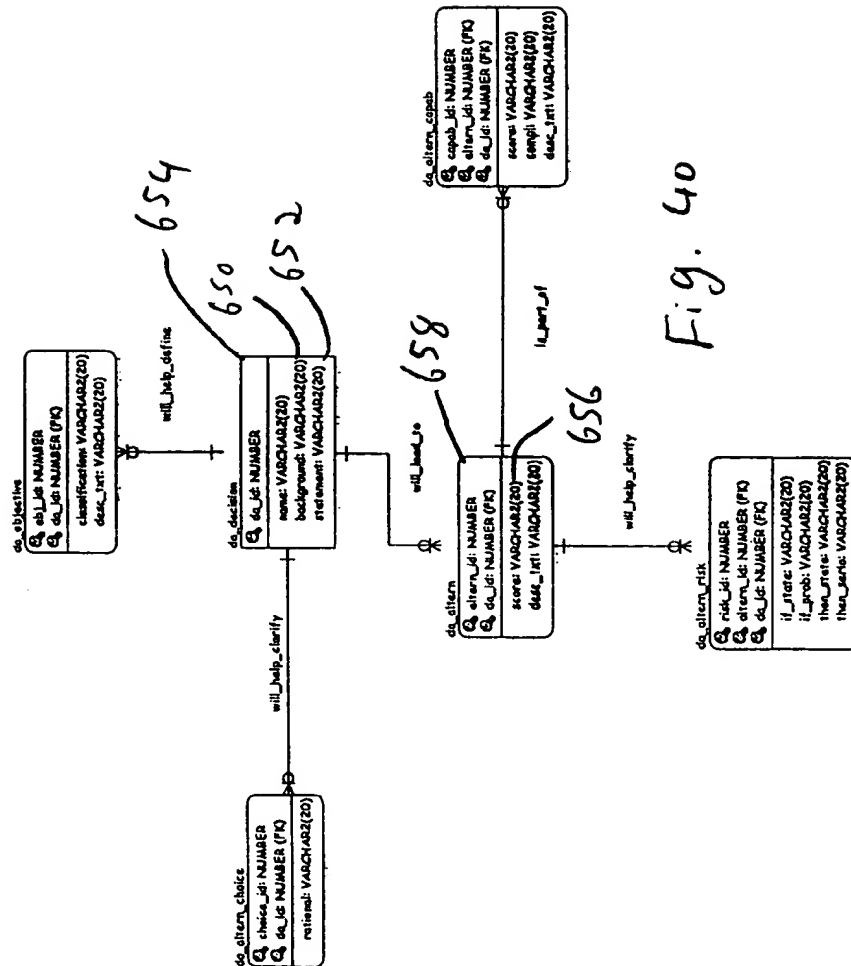 da_objective
obj_id: NUMBER
da_id: NUMBER (FK)
classification: VARCHAR2(20)
desc_txt: VARCHAR2(20)
will_help_define
654
650
652
da_decision
da_id: NUMBER
name: VARCHAR2(20)
background: VARCHAR2(20)
statement: VARCHAR2(20)
will_help_clarify
da_altern_choice
choice_id: NUMBER
da_id: NUMBER (FK)
rational: VARCHAR2(20)
will_lead_to
658
656
da_altern
altern_id: NUMBER
da_id: NUMBER (FK)
score: VARCHAR2(20)
desc_txt: VARCHAR2(20)
is_part_of
da_altern_capab
capab_id: NUMBER
altern_id: NUMBER (FK)
da_id: NUMBER (FK)
score: VARCHAR2(20)
compl: VARCHAR2(20)
desc_txt: VARCHAR2(20)
will_help_clarify
da_altern_risk
risk_id: NUMBER
altern_id: NUMBER (FK)
da_id: NUMBER (FK)
if_state: VARCHAR2(20)
if_prob: VARCHAR2(20)
then_state: VARCHAR2(20)
then_serio: VARCHAR2(20)
Fig. 40